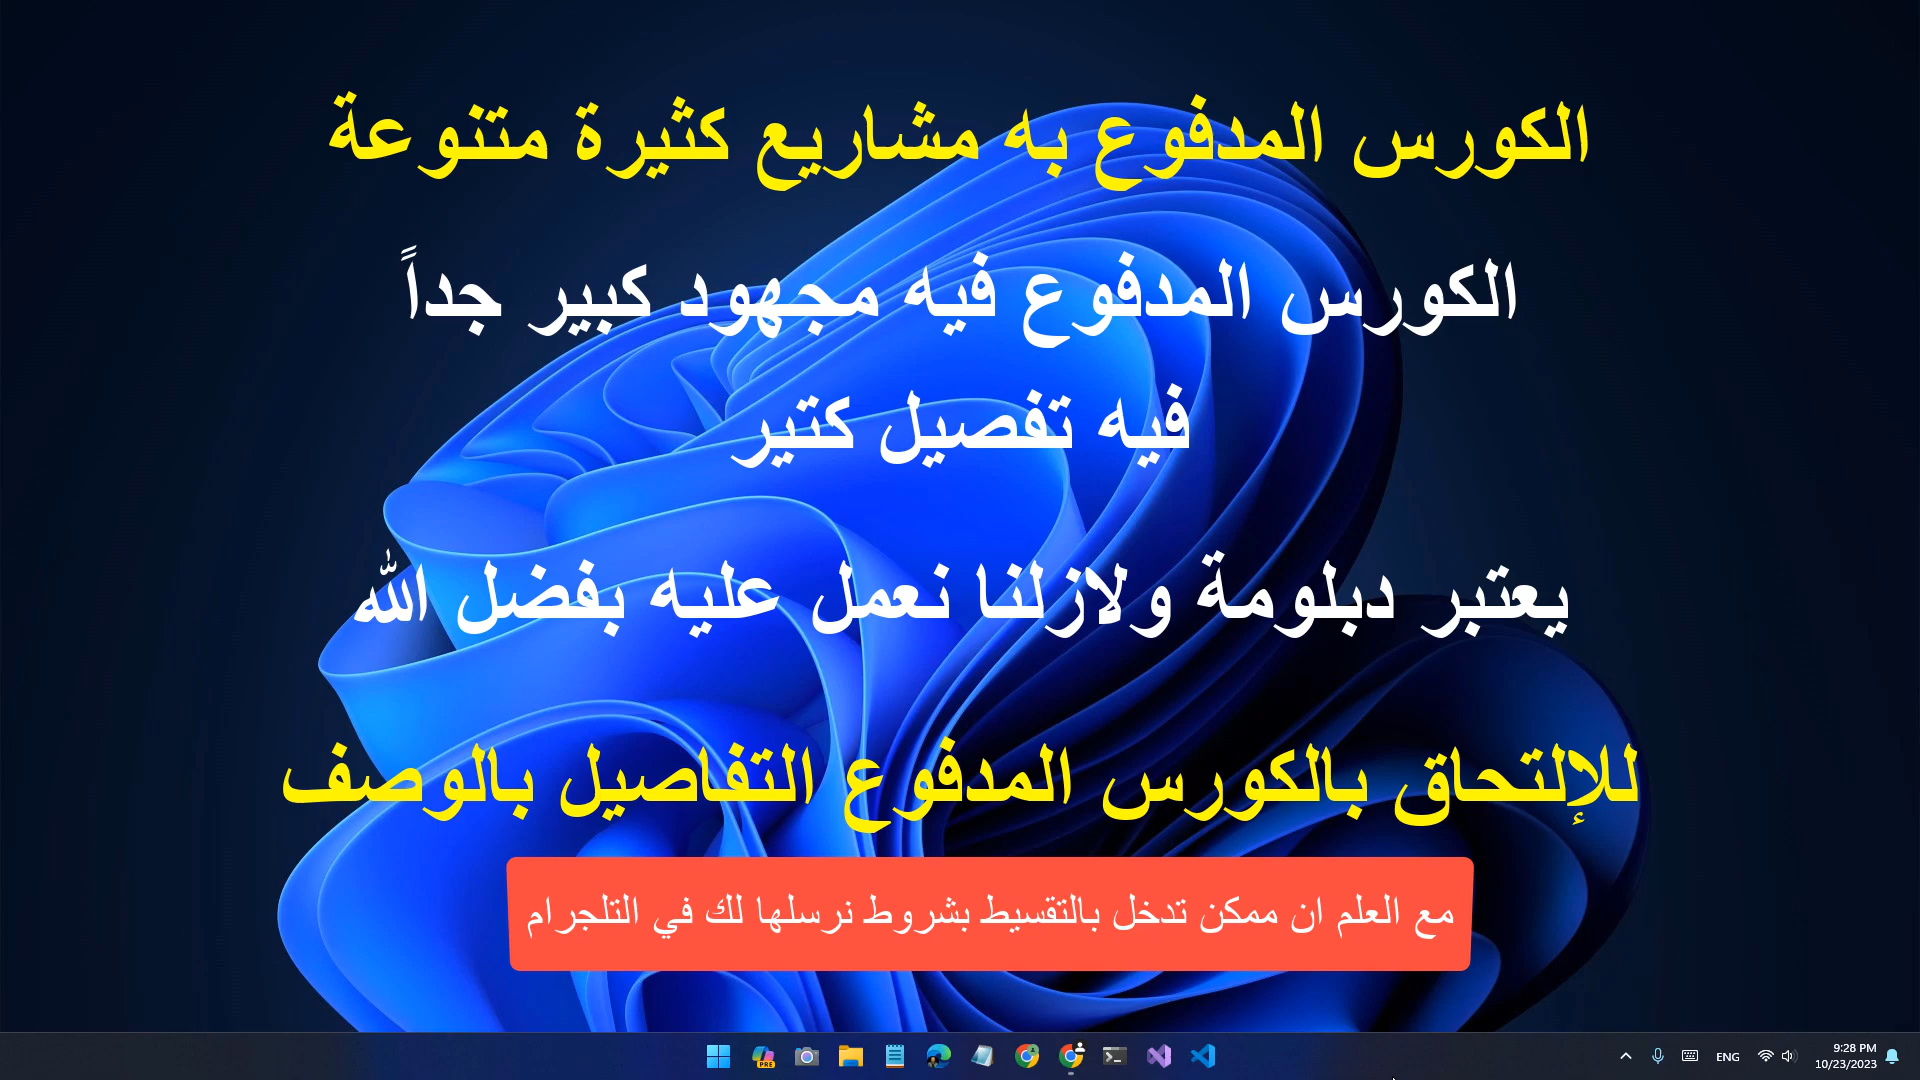 الكورس المدفوع به مشاريع كثيرة متنوعة
الكورس المدفوع فيه مجهود كبير جداً
فيه تفصيل كتير
يعتبر دبلومة ولازلنا نعمل عليه بفضل الله
للإلتحاق بالكورس المدفوع التفاصيل بالوصف
مع العلم ان ممكن تدخل بالتقسيط بشروط نرسلها لك في التلجرام
PRE
ENG
9:28 PM
10/23/2023